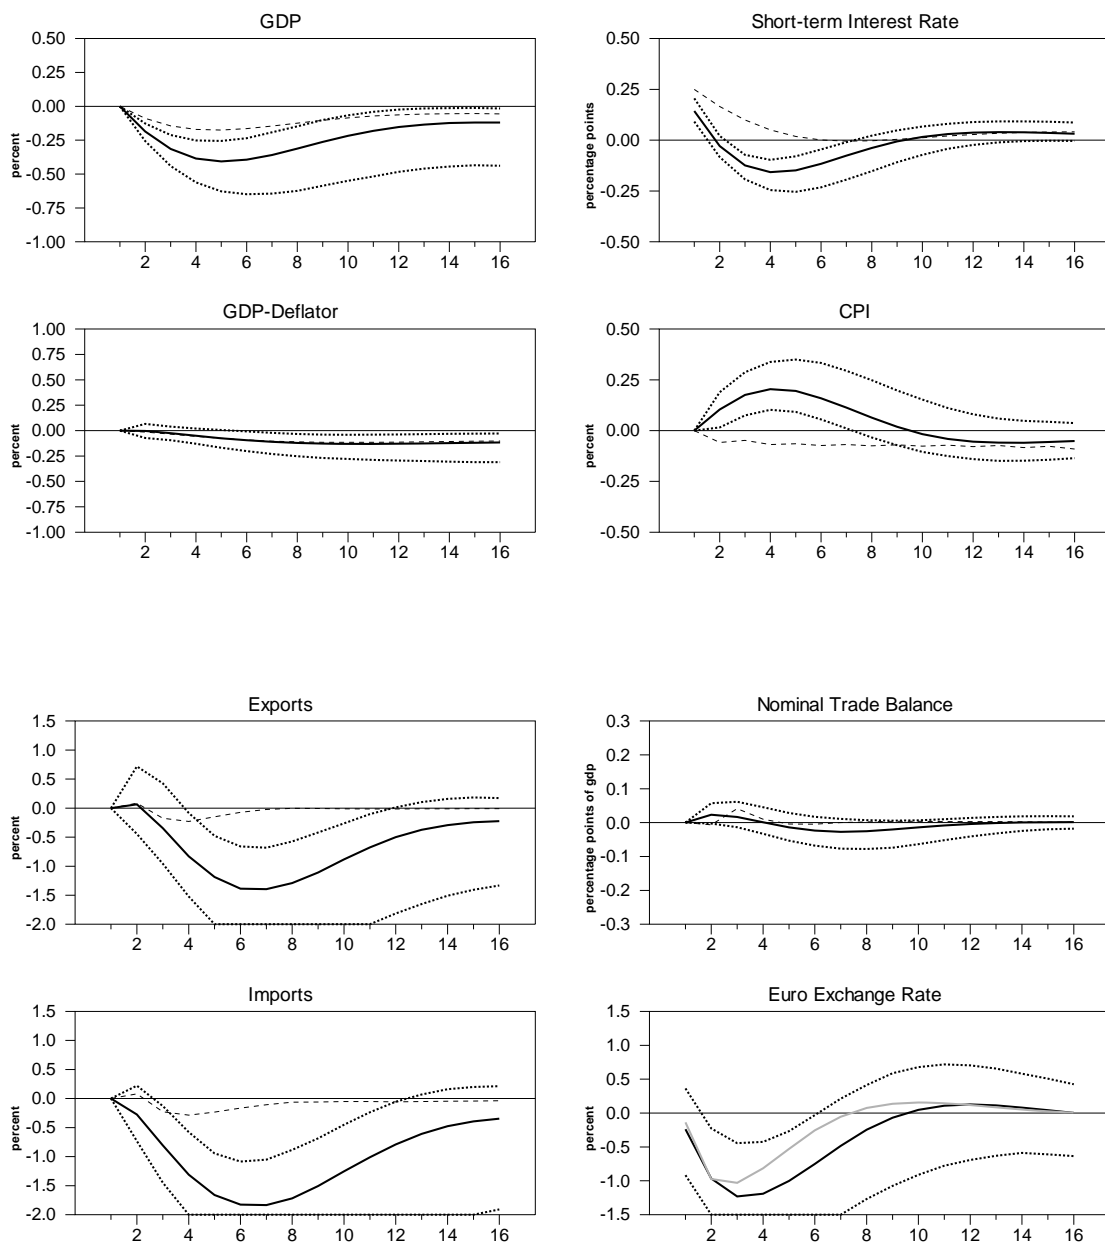 GDP
0.50
0.25
0.00
-0.25
-0.50
-0.75
-1.00
percent
2 4 6 8 10 12 14 16
Short-term Interest Rate
0.50
0.25
0.00
-0.25
-0.50
percentage points
2 4 6 8 10 12 14 16
GDP-Deflator
1.00
0.75
0.50
0.25
0.00
-0.25
-0.50
-0.75
-1.00
percent
2 4 6 8 10 12 14 16
CPI
0.50
0.25
0.00
-0.25
-0.50
percent
2 4 6 8 10 12 14 16
Exports
1.5
1.0
0.5
0.0
-0.5
-1.0
-1.5
-2.0
percent
2 4 6 8 10 12 14 16
Nominal Trade Balance
0.3
0.2
0.1
0.0
-0.1
-0.2
-0.3
percentage points of gdp
2 4 6 8 10 12 14 16
Imports
1.5
1.0
0.5
0.0
-0.5
-1.0
-1.5
-2.0
percent
2 4 6 8 10 12 14 16
Euro Exchange Rate
1.5
1.0
0.5
0.0
-0.5
-1.0
-1.5
percent
2 4 6 8 10 12 14 16